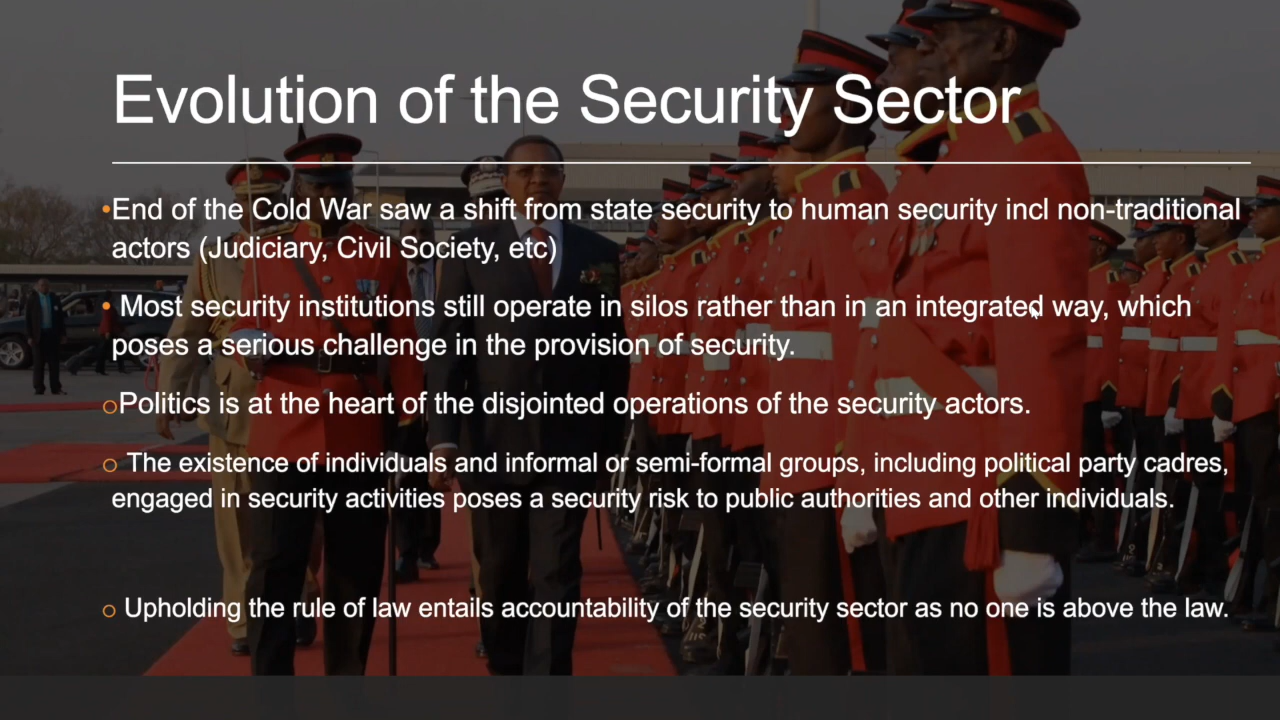 Evolution of the Security Sector
•End of the Cold War saw a shift from state security to human security incl non-traditional
actors (Judiciary, Civil Society, etc)
• Most security institutions still operate in silos rather than in an integrated way, which
poses a serious challenge in the provision of security.
oPolitics is at the heart of the disjointed operations of the security actors.
o The existence of individuals and informal or semi-formal groups, including political party cadres,
engaged in security activities poses a security risk to public authorities and other individuals.
o Upholding the rule of law entails accountability of the security sector as no one is above the law.